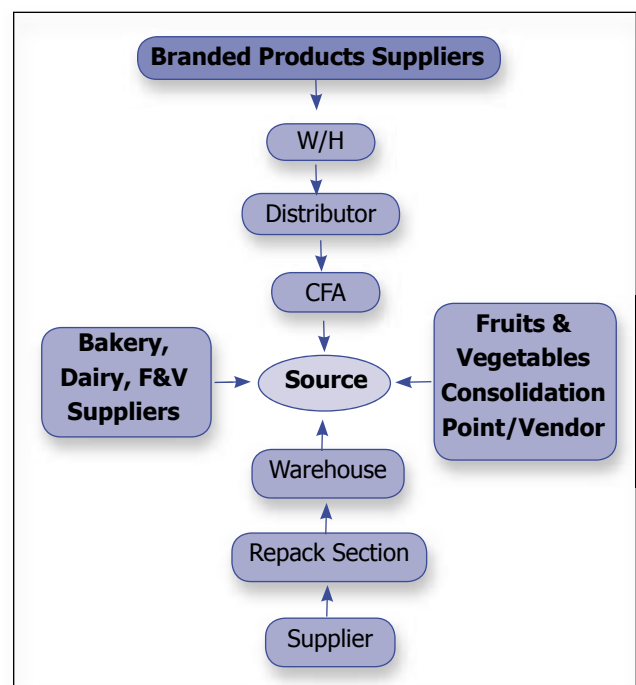 Branded Products Suppliers
W/H
Distributor
CFA
Bakery,
Dairy, F&V
Suppliers
Source
Fruits &
Vegetables
Consolidation
Point/Vendor
Warehouse
Repack Section
Supplier